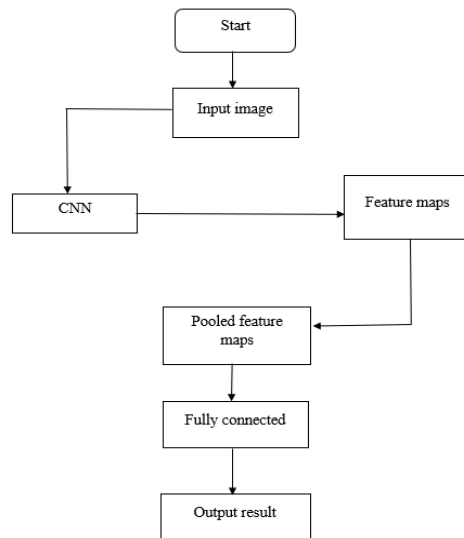 Start
Input image
CNN
Feature maps
Pooled feature
maps
Fully connected
Output result